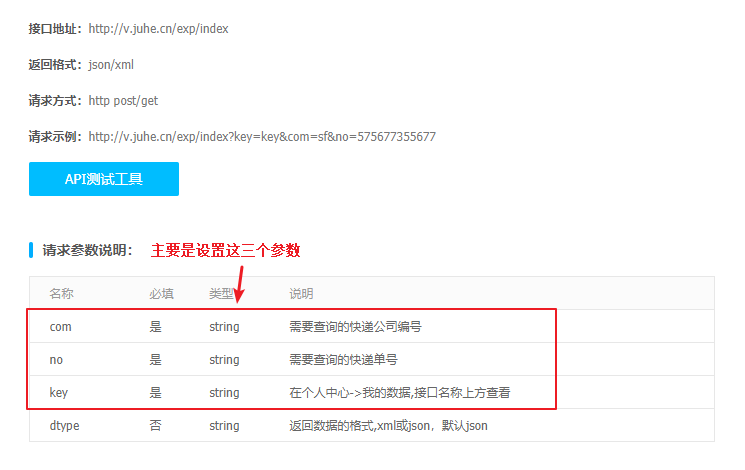 接口地址：http://v.juhe.cn/exp/index
返回格式：json/xml
请求方式：http post/get
请求示例：http://v.juhe.cn/exp/index?key=key&com=sf&no=575677355677
API测试工具
请求参数说明： 主要是设置这三个参数
名称 必填 类型 说明
com 是 string 需要查询的快递公司编号
no 是 string 需要查询的快递单号
key 是 string 在个人中心->我的数据,接口名称上方查看
dtype 否 string 返回数据的格式,xml或json，默认json